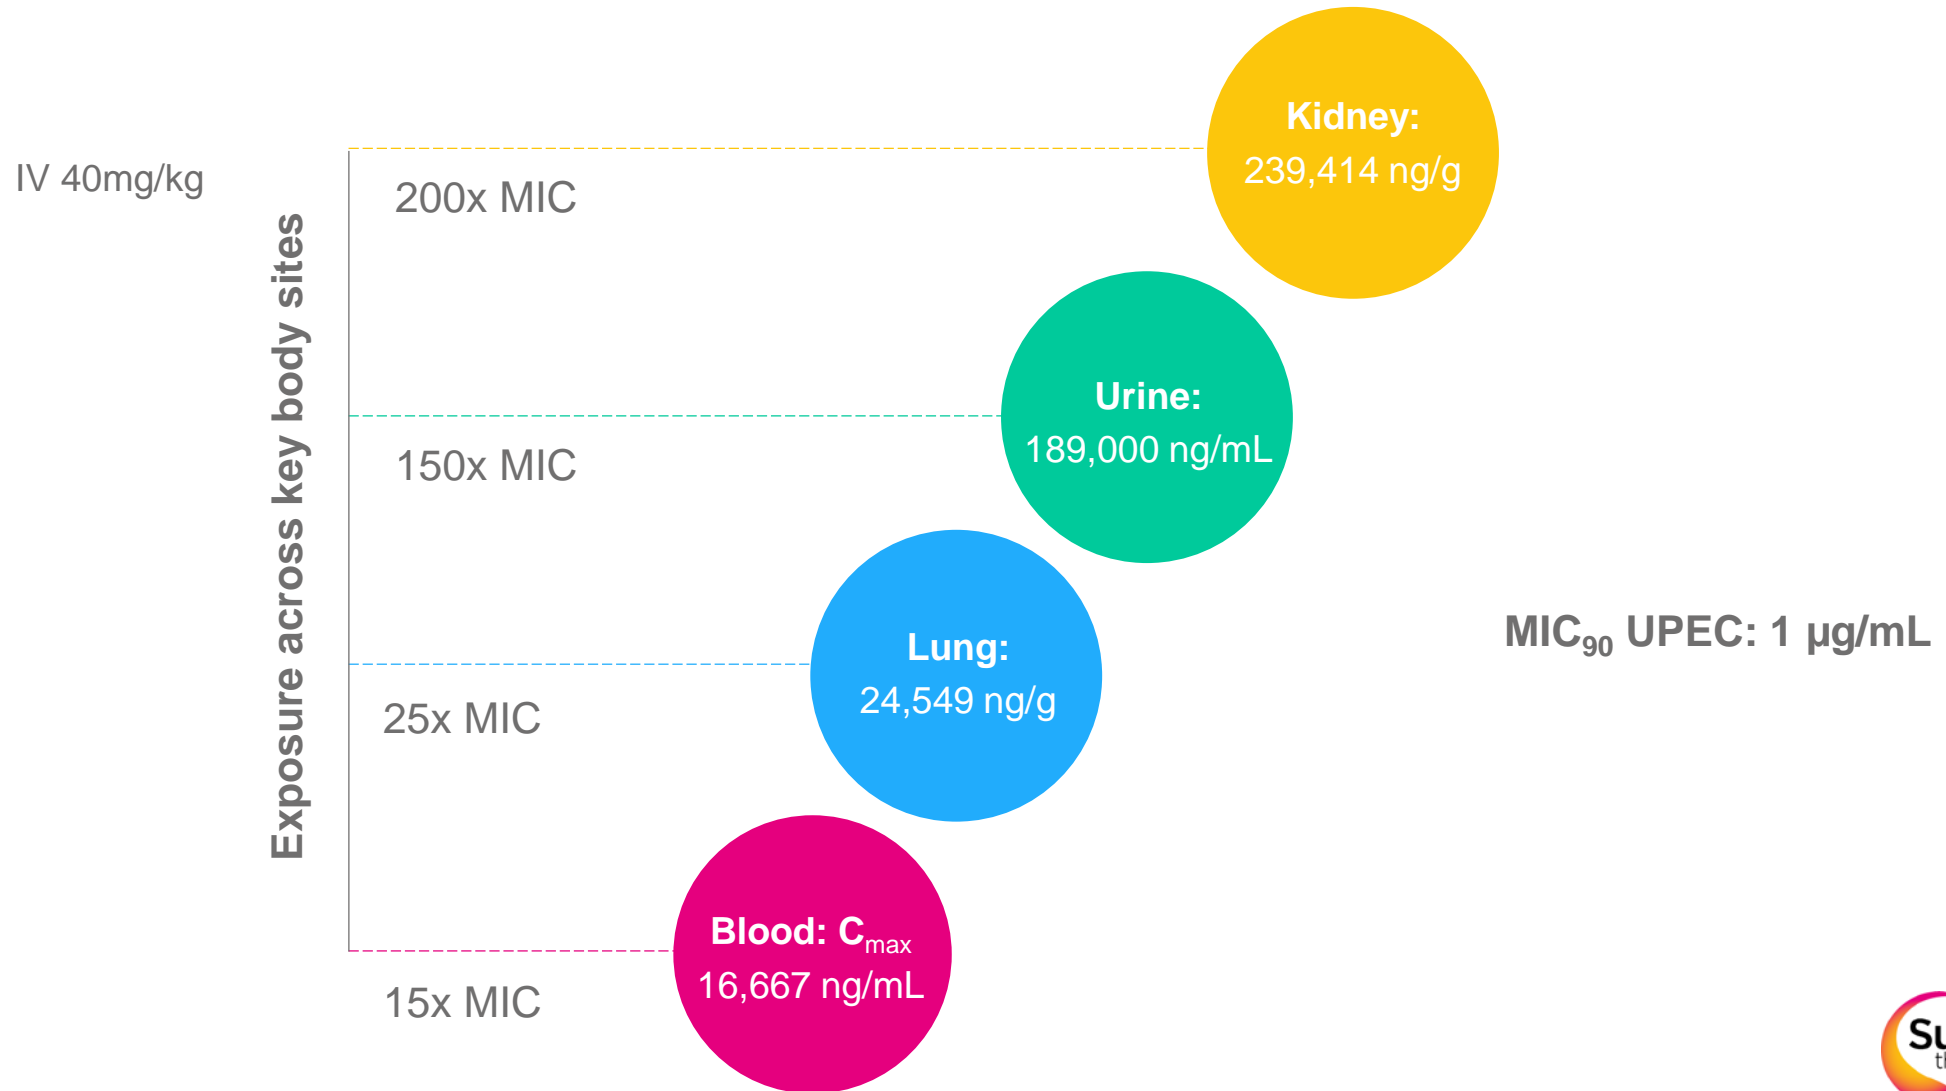 IV 40mg/kg
Exposure across key body sites
200x MIC
Kidney:
239,414 ng/g
150x MIC
Urine:
189,000 ng/mL
25x MIC
Lung:
24,549 ng/g
MIC90 UPEC: 1 µg/mL
15x MIC
Blood: Cmax
16,667 ng/mL